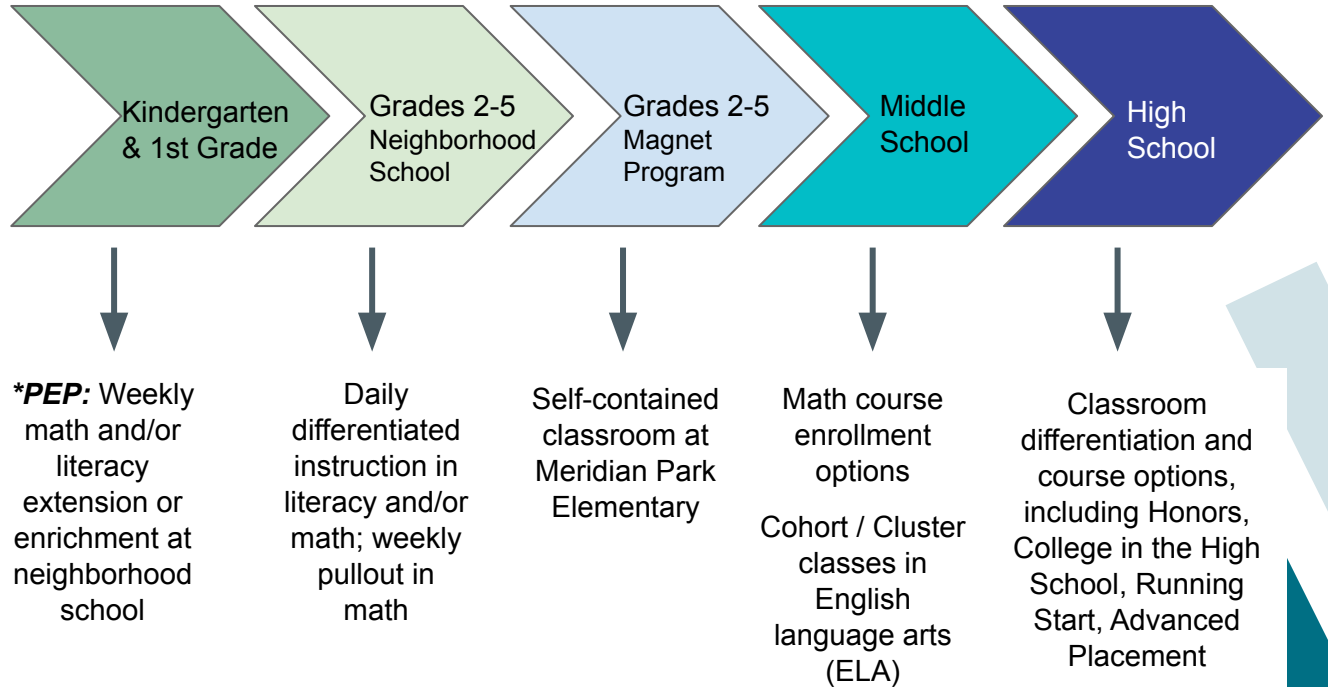 Kindergarten
& 1st Grade
Grades 2-5
Neighborhood
School
Grades 2-5
Magnet
Program
Middle
School
High
School
*PEP: Weekly
math and/or
literacy
extension or
enrichment at
neighborhood
school
Daily
differentiated
instruction in
literacy and/or
math; weekly
pullout in
math
Self-contained
classroom at
Meridian Park
Elementary
Math course
enrollment
options
Cohort / Cluster
classes in
English
language arts
(ELA)
Classroom
differentiation and
course options,
including Honors,
College in the High
School, Running
Start, Advanced
Placement